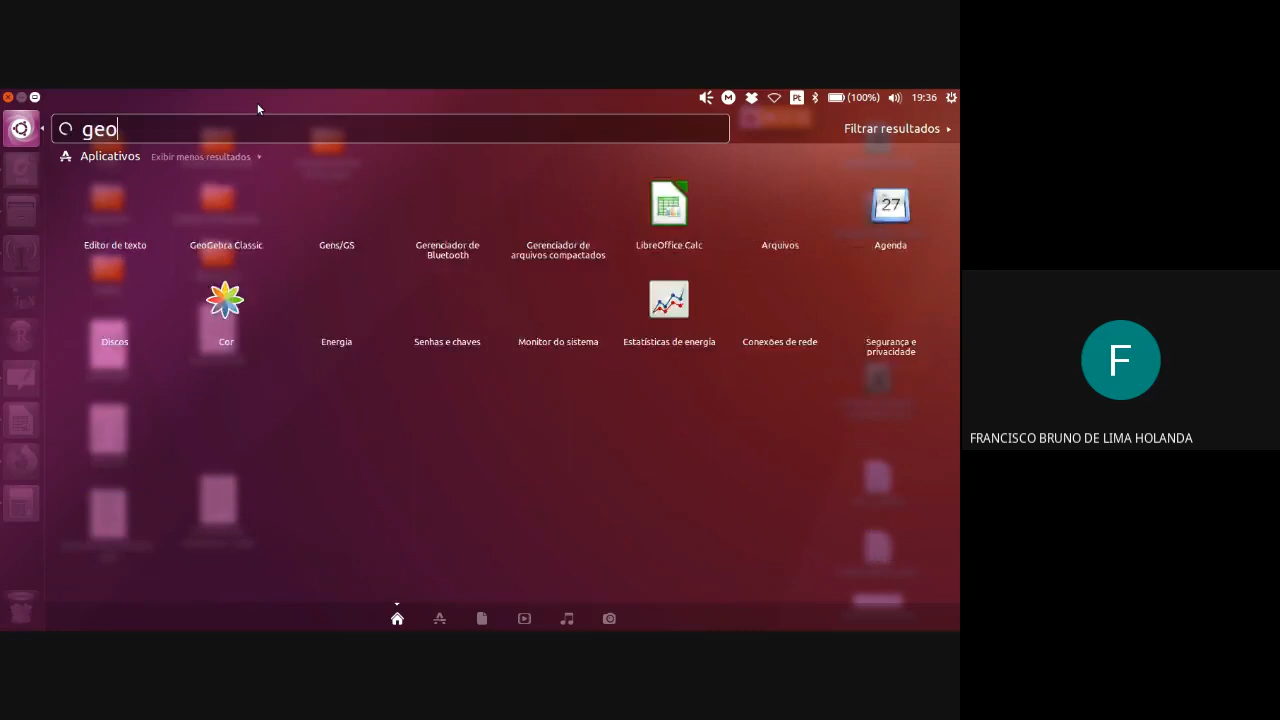 Pt
(100%)
19:36
geo
Filtrar resultados
Aplicativos
Exibir menos resultados
27
Editor de texto
GeoGebra Classic
Gens/GS
Gerenciador de
Bluetooth
Gerenciador de
arquivos compactados
LibreOffice Calc
Arquivos
Agenda
Discos
Cor
Energia
Senhas e chaves
Monitor do sistema
Estatísticas de energia
Conexões de rede
Segurança e
privacidade
F
FRANCISCO BRUNO DE LIMA HOLANDA